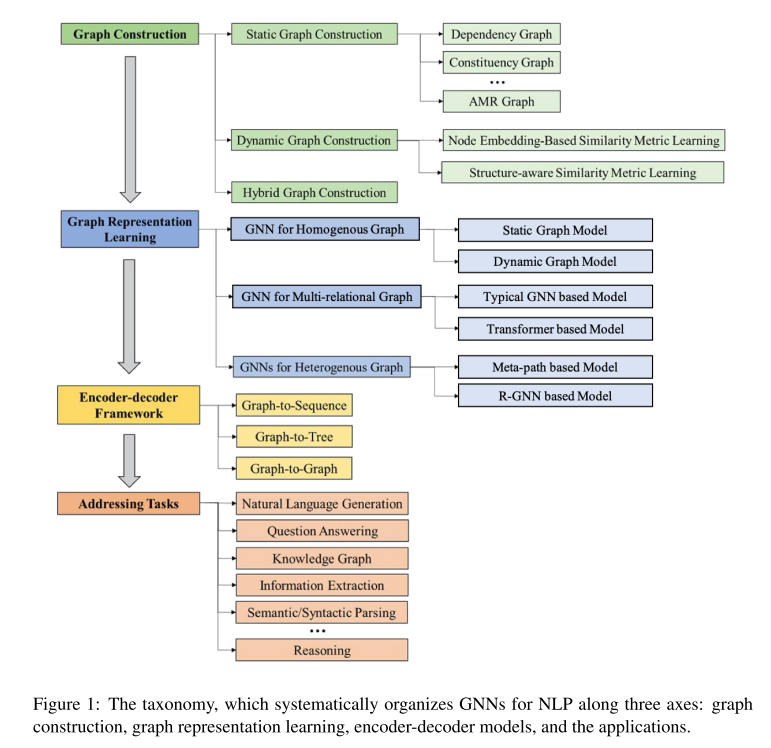 Graph Construction
Static Graph Construction
Dependency Graph
Constituency Graph
...
AMR Graph
Dynamic Graph Construction
Node Embedding-Based Similarity Metric Learning
Structure-aware Similarity Metric Learning
Hybrid Graph Construction
Graph Representation
Learning
GNN for Homogenous Graph
Static Graph Model
Dynamic Graph Model
GNN for Multi-relational Graph
Typical GNN based Model
Transformer based Model
GNNs for Heterogenous Graph
Meta-path based Model
R-GNN based Model
Encoder-decoder
Framework
Graph-to-Sequence
Graph-to-Tree
Graph-to-Graph
Addressing Tasks
Natural Language Generation
Question Answering
Knowledge Graph
Information Extraction
Semantic/Syntactic Parsing
...
Reasoning
Figure 1: The taxonomy, which systematically organizes GNNs for NLP along three axes: graph
construction, graph representation learning, encoder-decoder models, and the applications.